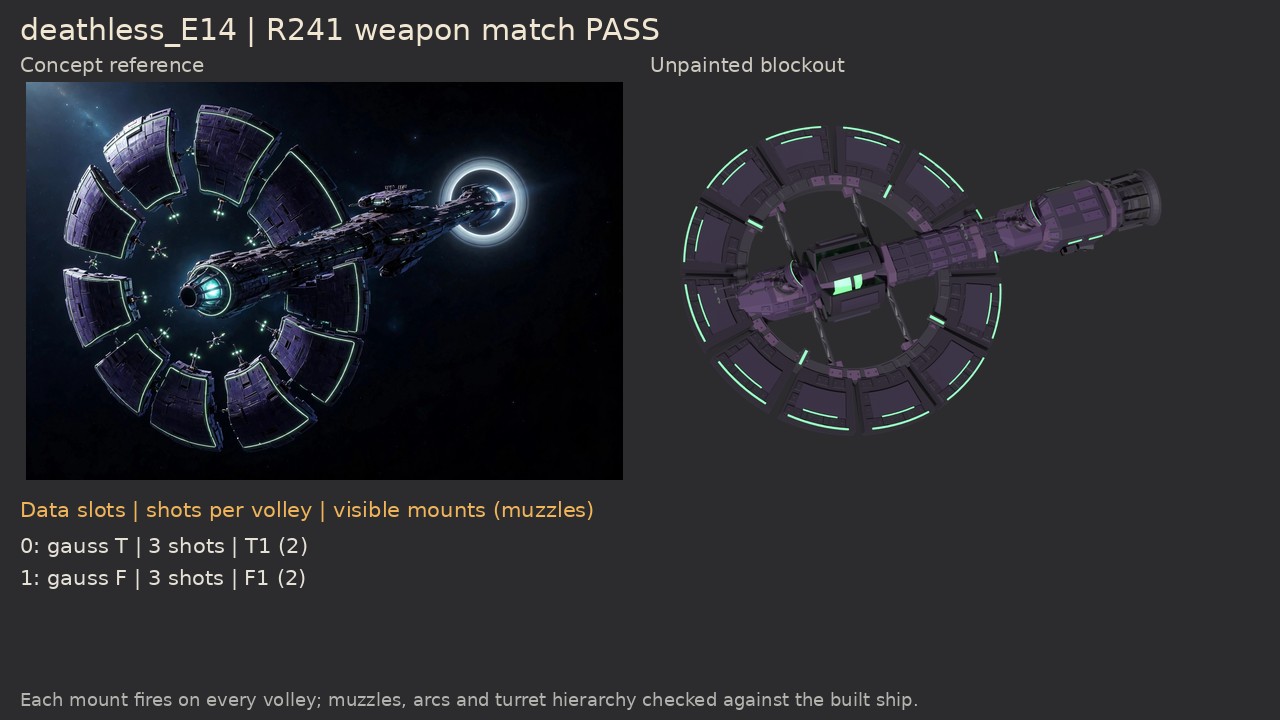 deathless_E14 | R241 weapon match PASS
Concept reference
Unpainted blockout
Data slots | shots per volley | visible mounts (muzzles)
0: gauss T | 3 shots | T1 (2)
1: gauss F | 3 shots | F1 (2)
Each mount fires on every volley; muzzles, arcs and turret hierarchy checked against the built ship.